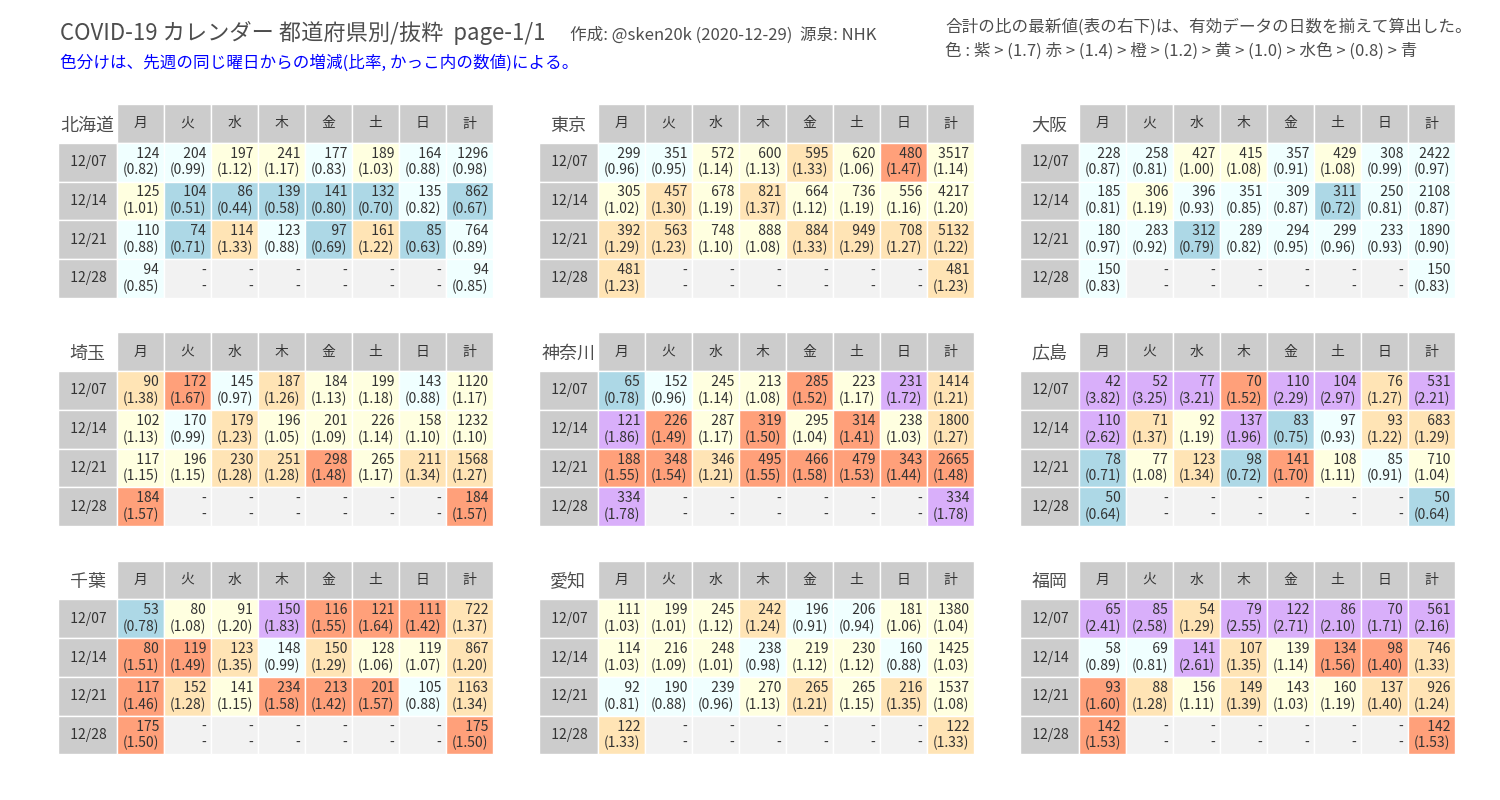 COVID-19 カレンダー 都道府県別/抜粋 page-1/1 作成: @sken20k (2020-12-29) 源泉: NHK
色分けは、先週の同じ曜日からの増減(比率, かっこ内の数値)による。
合計の比の最新値(表の右下)は、有効データの日数を揃えて算出した。
色 : 紫 > (1.7) 赤 > (1.4) > 橙 > (1.2) > 黄 > (1.0) > 水色 > (0.8) > 青
北海道 月 火 水 木 金 土 日 計
12/07 124 204 197 241 177 189 164 1296
(0.82) (0.99) (1.12) (1.17) (0.83) (1.03) (0.88) (0.98)
12/14 125 104 86 139 141 132 135 862
(1.01) (0.51) (0.44) (0.58) (0.80) (0.70) (0.82) (0.67)
12/21 110 74 114 123 97 161 85 764
(0.88) (0.71) (1.33) (0.88) (0.69) (1.22) (0.63) (0.89)
12/28 94 - - - - - - 94
(0.85) - - - - - - (0.85)
東京 月 火 水 木 金 土 日 計
12/07 299 351 572 600 595 620 480 3517
(0.96) (0.95) (1.14) (1.13) (1.33) (1.06) (1.47) (1.14)
12/14 305 457 678 821 664 736 556 4217
(1.02) (1.30) (1.19) (1.37) (1.12) (1.19) (1.16) (1.20)
12/21 392 563 748 888 884 949 708 5132
(1.29) (1.23) (1.10) (1.08) (1.33) (1.29) (1.27) (1.22)
12/28 481 - - - - - - 481
(1.23) - - - - - - (1.23)
大阪 月 火 水 木 金 土 日 計
12/07 228 258 427 415 357 429 308 2422
(0.87) (0.81) (1.00) (1.08) (0.91) (1.08) (0.99) (0.97)
12/14 185 306 396 351 309 311 250 2108
(0.81) (1.19) (0.93) (0.85) (0.87) (0.72) (0.81) (0.87)
12/21 180 283 312 289 294 299 233 1890
(0.97) (0.92) (0.79) (0.82) (0.95) (0.96) (0.93) (0.90)
12/28 150 - - - - - - 150
(0.83) - - - - - - (0.83)
埼玉 月 火 水 木 金 土 日 計
12/07 90 172 145 187 184 199 143 1120
(1.38) (1.67) (0.97) (1.26) (1.13) (1.18) (0.88) (1.17)
12/14 102 170 179 196 201 226 158 1232
(1.13) (0.99) (1.23) (1.05) (1.09) (1.14) (1.10) (1.10)
12/21 117 196 230 251 298 265 211 1568
(1.15) (1.15) (1.28) (1.28) (1.48) (1.17) (1.34) (1.27)
12/28 184 - - - - - - 184
(1.57) - - - - - - (1.57)
神奈川 月 火 水 木 金 土 日 計
12/07 65 152 245 213 285 223 231 1414
(0.78) (0.96) (1.14) (1.08) (1.52) (1.17) (1.72) (1.21)
12/14 121 226 287 319 295 314 238 1800
(1.86) (1.49) (1.17) (1.50) (1.04) (1.41) (1.03) (1.27)
12/21 188 348 346 495 466 479 343 2665
(1.55) (1.54) (1.21) (1.55) (1.58) (1.53) (1.44) (1.48)
12/28 334 - - - - - - 334
(1.78) - - - - - - (1.78)
広島 月 火 水 木 金 土 日 計
12/07 42 52 77 70 110 104 76 531
(3.82) (3.25) (3.21) (1.52) (2.29) (2.97) (1.27) (2.21)
12/14 110 71 92 137 83 97 93 683
(2.62) (1.37) (1.19) (1.96) (0.75) (0.93) (1.22) (1.29)
12/21 78 77 123 98 141 108 85 710
(0.71) (1.08) (1.34) (0.72) (1.70) (1.11) (0.91) (1.04)
12/28 50 - - - - - - 50
(0.64) - - - - - - (0.64)
千葉 月 火 水 木 金 土 日 計
12/07 53 80 91 150 116 121 111 722
(0.78) (1.08) (1.20) (1.83) (1.55) (1.64) (1.42) (1.37)
12/14 80 119 123 148 150 128 119 867
(1.51) (1.49) (1.35) (0.99) (1.29) (1.06) (1.07) (1.20)
12/21 117 152 141 234 213 201 105 1163
(1.46) (1.28) (1.15) (1.58) (1.42) (1.57) (0.88) (1.34)
12/28 175 - - - - - - 175
(1.50) - - - - - - (1.50)
愛知 月 火 水 木 金 土 日 計
12/07 111 199 245 242 196 206 181 1380
(1.03) (1.01) (1.12) (1.24) (0.91) (0.94) (1.06) (1.04)
12/14 114 216 248 238 219 230 160 1425
(1.03) (1.09) (1.01) (0.98) (1.12) (1.12) (0.88) (1.03)
12/21 92 190 239 270 265 265 216 1537
(0.81) (0.88) (0.96) (1.13) (1.21) (1.15) (1.35) (1.08)
12/28 122 - - - - - - 122
(1.33) - - - - - - (1.33)
福岡 月 火 水 木 金 土 日 計
12/07 65 85 54 79 122 86 70 561
(2.41) (2.58) (1.29) (2.55) (2.71) (2.10) (1.71) (2.16)
12/14 58 69 141 107 139 134 98 746
(0.89) (0.81) (2.61) (1.35) (1.14) (1.56) (1.40) (1.33)
12/21 93 88 156 149 143 160 137 926
(1.60) (1.28) (1.11) (1.39) (1.03) (1.19) (1.40) (1.24)
12/28 142 - - - - - - 142
(1.53) - - - - - - (1.53)